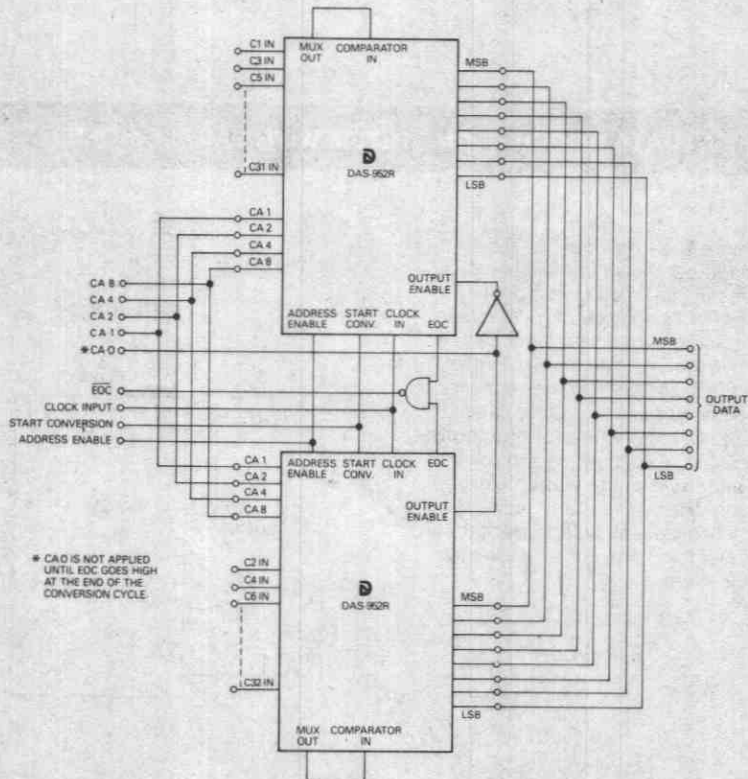 MUX OUT
COMPARATOR IN
C1 IN
C3 IN
C5 IN
C31 IN
MSB
DAS-952R
LSB
CA 1
CA 2
CA 4
CA 8
OUTPUT ENABLE
ADDRESS ENABLE
START CONV.
CLOCK IN
EOC
CA 8
CA 4
CA 2
CA 1
*CA O
EOC
CLOCK INPUT
START CONVERSION
ADDRESS ENABLE
MSB
OUTPUT DATA
LSB
CA 1
CA 2
CA 4
CA 8
ADDRESS ENABLE
START CONV.
CLOCK IN
EOC
OUTPUT ENABLE
* CAO IS NOT APPLIED
UNTIL EOC GOES HIGH
AT THE END OF THE
CONVERSION CYCLE.
C2 IN
C4 IN
C6 IN
C32 IN
MSB
DAS-952R
LSB
MUX OUT
COMPARATOR IN